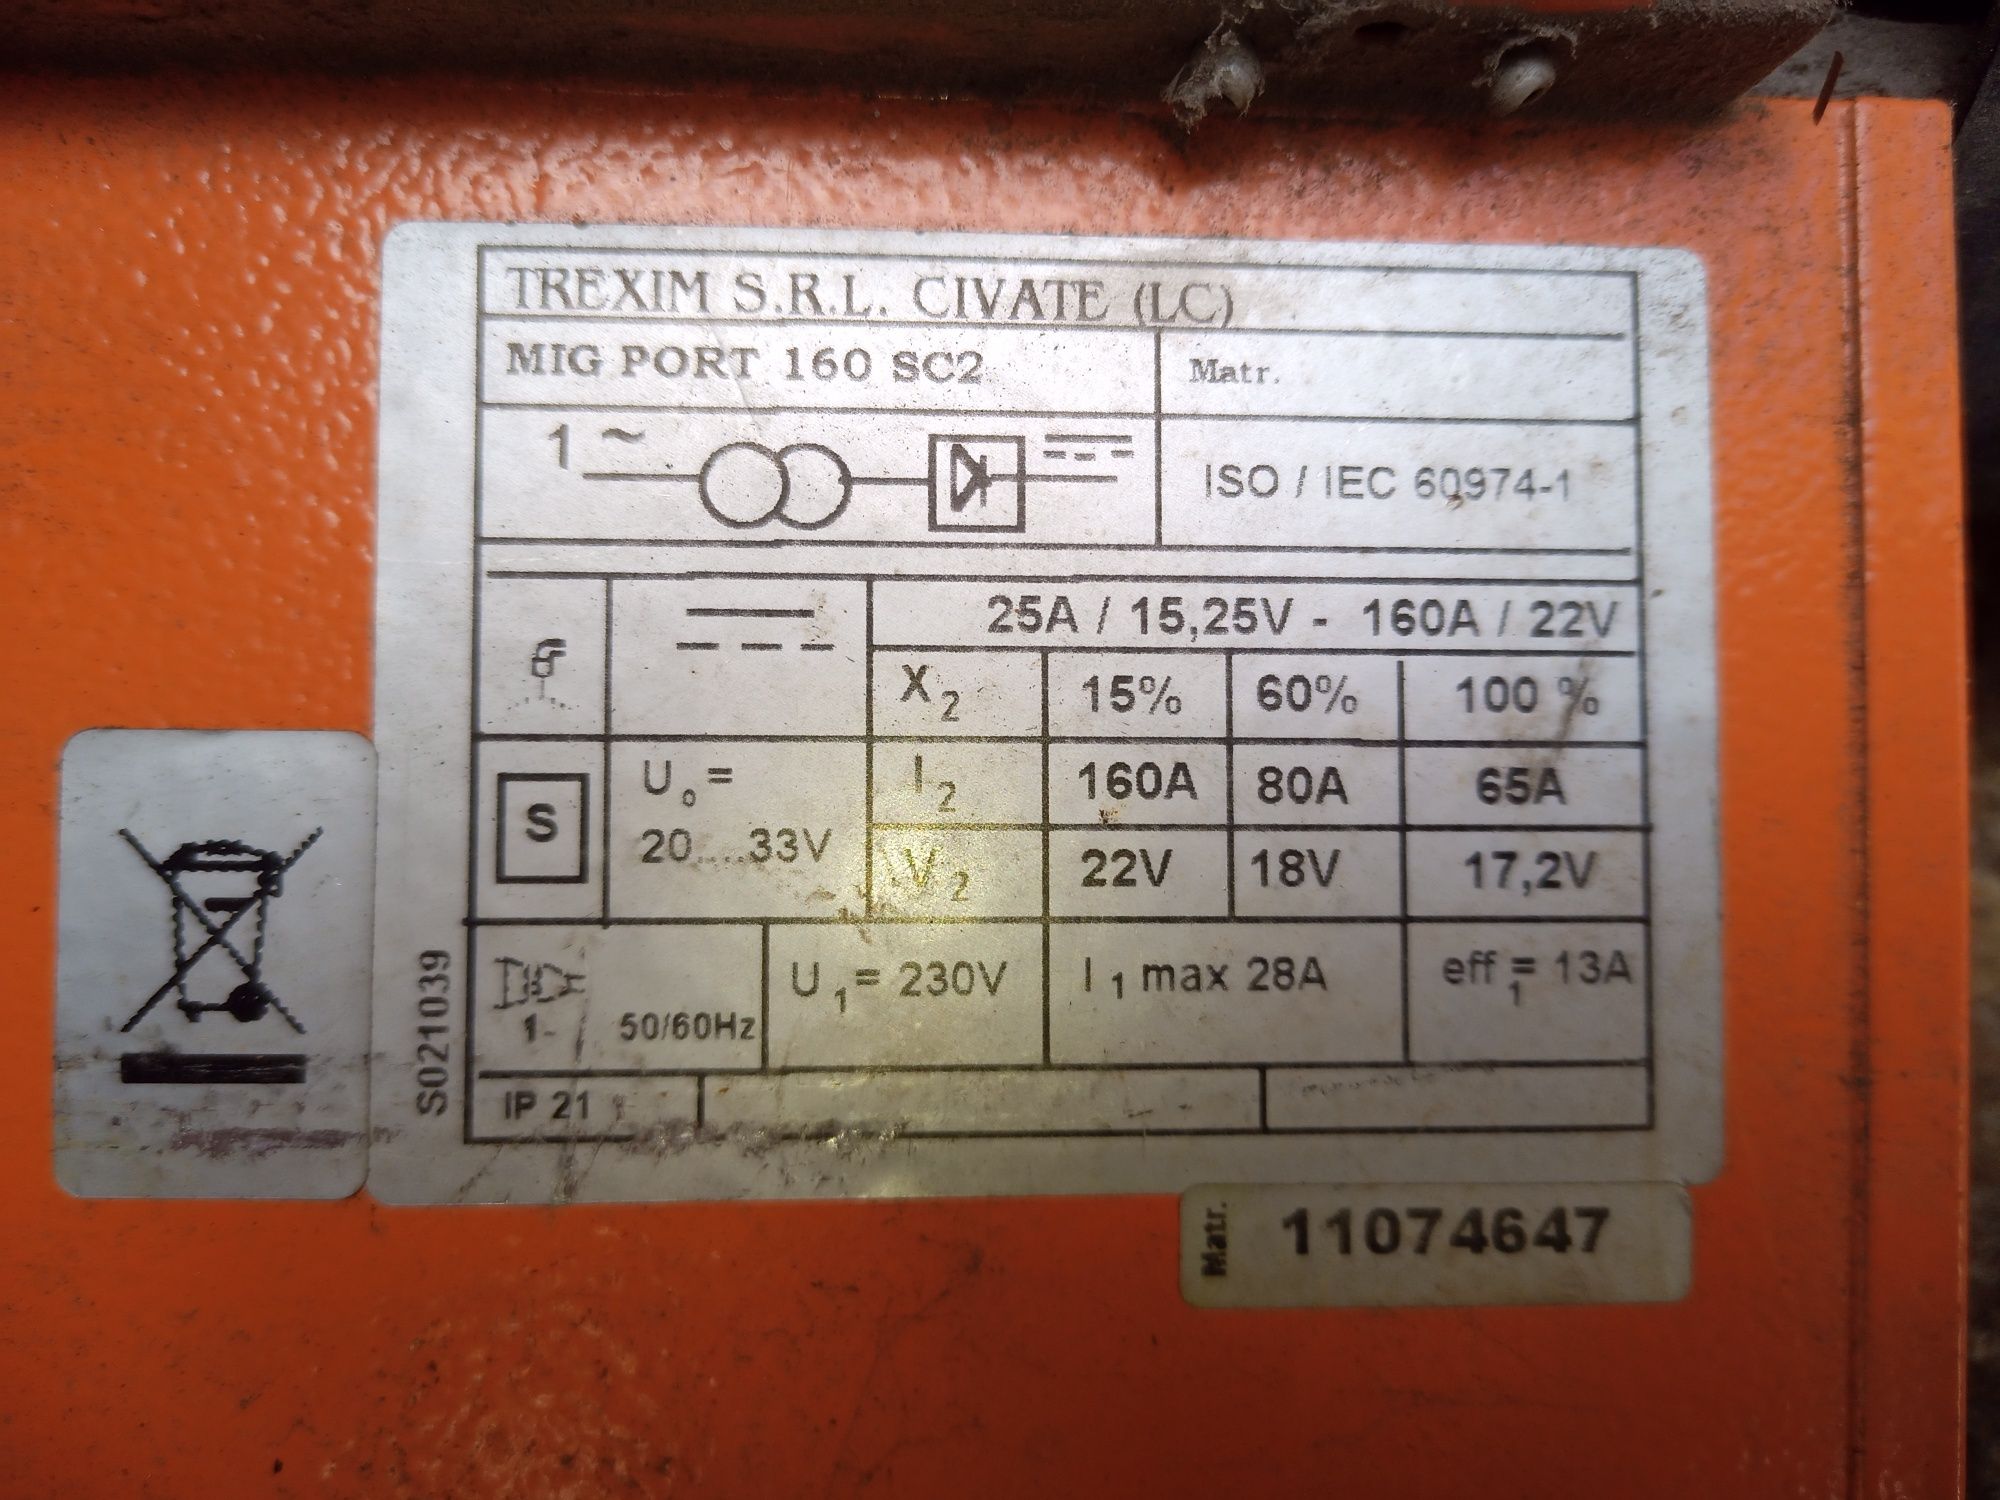 TREXIM S.R.L. CIVATE (LC)
MIG PORT 160 SC2
Matr.
1 ~
ISO / IEC 60974-1
25A / 15,25V - 160A / 22V
X2 15% 60% 100 %
S
U0 =
20....33V
I2 160A 80A 65A
V2 22V 18V 17,2V
1~ 50/60Hz
U1 = 230V
I1 max 28A
eff1 = 13A
IP 21
S021039
Matr. 11074647